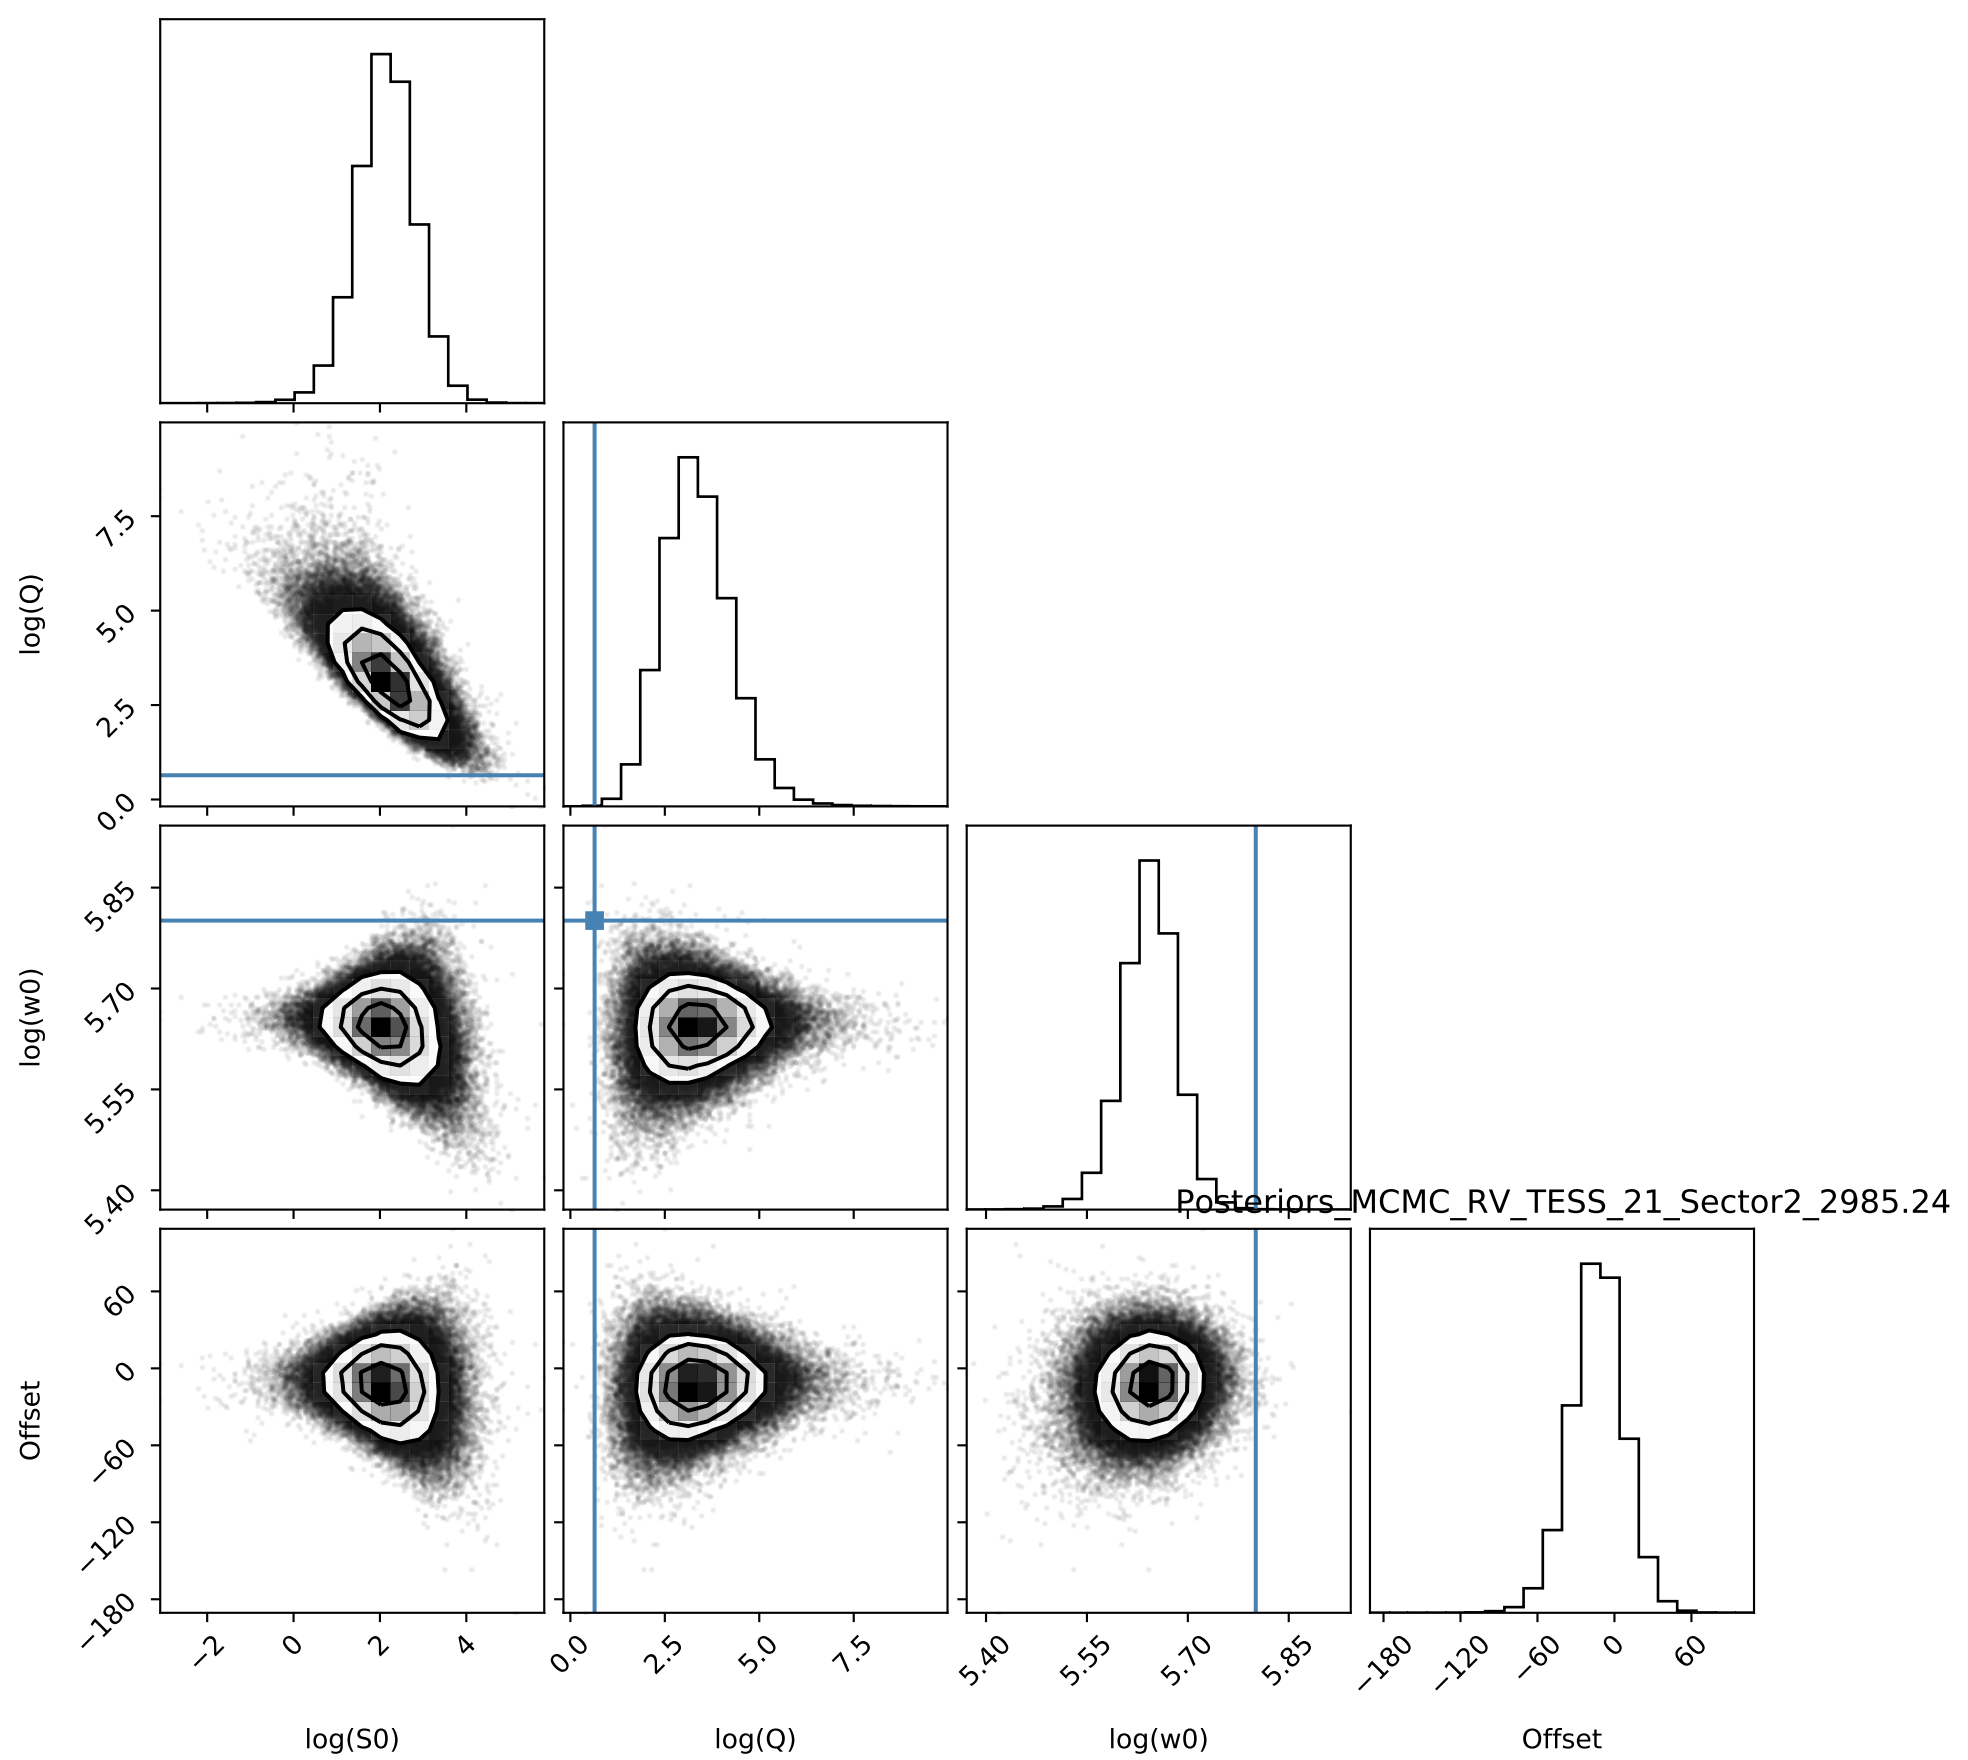 log(Q)
7.5
5.0
2.5
0.0
log(w0)
5.85
5.70
5.55
5.40
Posteriors_MCMC_RV_TESS_21_Sector2_2985.24
Offset
60
0
−60
−120
−180
−2 0 2 4 0.0 2.5 5.0 7.5 5.40 5.55 5.70 5.85 −180 −120 −60 0 60
log(S0) log(Q) log(w0) Offset